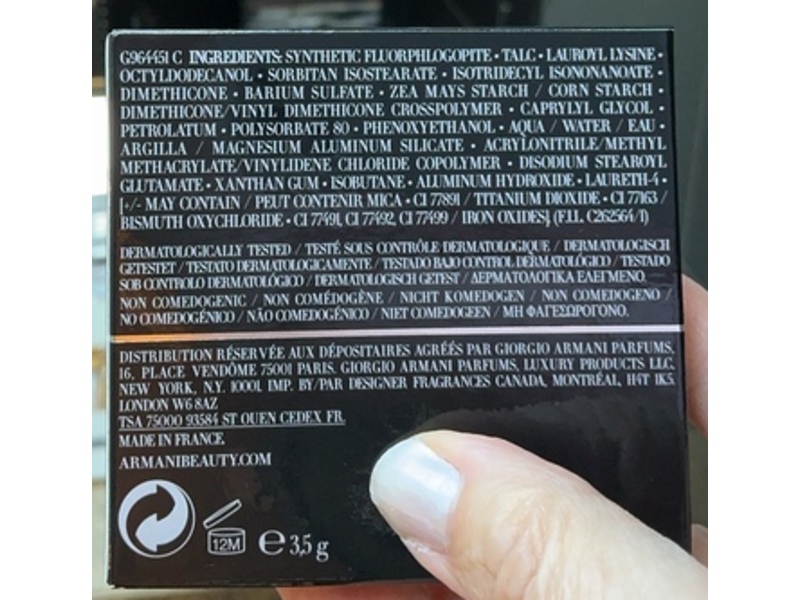 G964451 C INGREDIENTS: SYNTHETIC FLUORPHLOGOPITE • TALC • LAUROYL LYSINE •
OCTYLDODECANOL • SORBITAN ISOSTEARATE • ISOTRIDECYL ISONONANOATE •
DIMETHICONE • BARIUM SULFATE • ZEA MAYS STARCH / CORN STARCH •
DIMETHICONE/VINYL DIMETHICONE CROSSPOLYMER • CAPRYLYL GLYCOL •
PETROLATUM • POLYSORBATE 80 • PHENOXYETHANOL • AQUA / WATER / EAU •
ARGILLA / MAGNESIUM ALUMINUM SILICATE • ACRYLONITRILE/METHYL
METHACRYLATE/VINYLIDENE CHLORIDE COPOLYMER • DISODIUM STEAROYL
GLUTAMATE • XANTHAN GUM • ISOBUTANE • ALUMINUM HYDROXIDE • LAURETH-4 •
[+/- MAY CONTAIN / PEUT CONTENIR MICA • CI 77891 / TITANIUM DIOXIDE • CI 77163 /
BISMUTH OXYCHLORIDE • CI 77491, CI 77492, CI 77499 / IRON OXIDES]. (F.I.L. C262564/1)
DERMATOLOGICALLY TESTED / TESTÉ SOUS CONTRÔLE DERMATOLOGIQUE / DERMATOLOGISCH
GETESTET / TESTATO DERMATOLOGICAMENTE / TESTADO BAJO CONTROL DERMATOLÓGICO / TESTADO
SOB CONTROLO DERMATOLÓGICO / DERMATOLOGISCH GETEST / ΔΕΡΜΑΤΟΛΟΓΙΚΑ ΕΛΕΓΜΕΝΟ.
NON COMEDOGENIC / NON COMÉDOGÈNE / NICHT KOMEDOGEN / NON COMEDOGENO /
NO COMEDOGÉNICO / NÃO COMEDOGÉNICO / NIET COMEDOGEEN / ΜΗ ΦΑΓΕΣΩΡΟΓΟΝΟ.
DISTRIBUTION RÉSERVÉE AUX DÉPOSITAIRES AGRÉÉS PAR GIORGIO ARMANI PARFUMS,
16, PLACE VENDÔME 75001 PARIS. GIORGIO ARMANI PARFUMS, LUXURY PRODUCTS LLC,
NEW YORK, N.Y. 10001. IMP. BY/PAR DESIGNER FRAGRANCES CANADA, MONTRÉAL, H4T 1K5.
LONDON W6 8AZ
TSA 75000 93584 ST OUEN CEDEX FR.
MADE IN FRANCE
ARMANIBEAUTY.COM
12M e 3,5 g